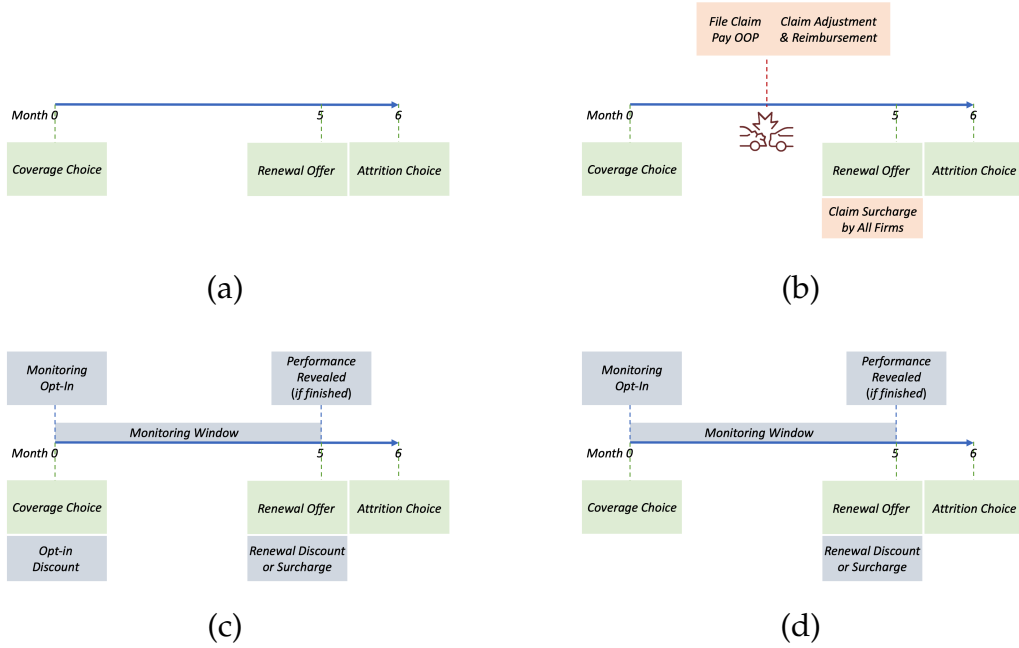 Month 0
5
6
Coverage Choice
Renewal Offer
Attrition Choice
(a)
File Claim
Pay OOP
Claim Adjustment
& Reimbursement
Month 0
5
6
Coverage Choice
Renewal Offer
Attrition Choice
Claim Surcharge
by All Firms
(b)
Monitoring
Opt-In
Performance
Revealed
(if finished)
Monitoring Window
Month 0
5
6
Coverage Choice
Renewal Offer
Attrition Choice
Opt-in
Discount
Renewal Discount
or Surcharge
(c)
Monitoring
Opt-In
Performance
Revealed
(if finished)
Monitoring Window
Month 0
5
6
Coverage Choice
Renewal Offer
Attrition Choice
Renewal Discount
or Surcharge
(d)